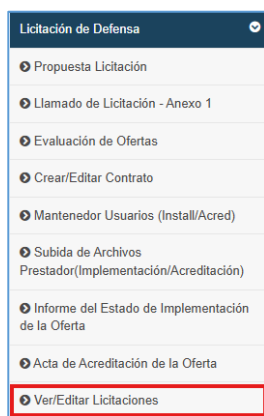 Licitación de Defensa
Propuesta Licitación
Llamado de Licitación - Anexo 1
Evaluación de Ofertas
Crear/Editar Contrato
Mantenedor Usuarios (Install/Acred)
Subida de Archivos
Prestador(Implementación/Acreditación)
Informe del Estado de Implementación
de la Oferta
Acta de Acreditación de la Oferta
Ver/Editar Licitaciones